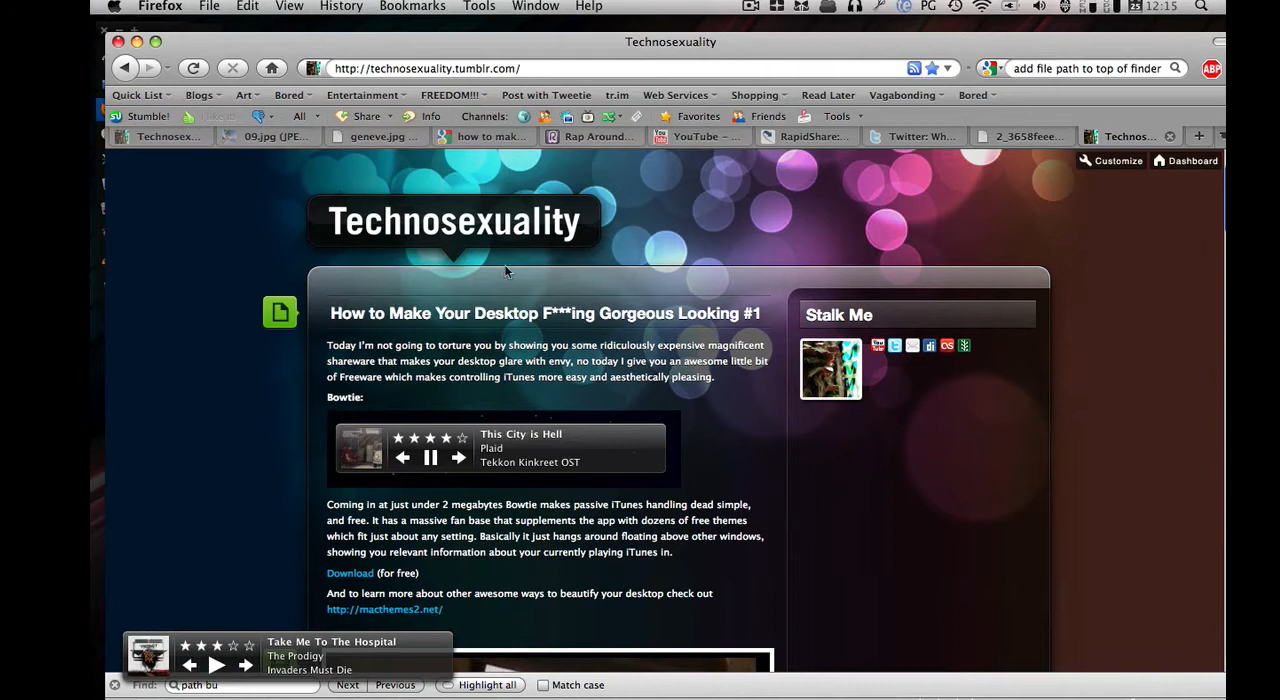 Firefox File Edit View History Bookmarks Tools Window Help PG 25 12:15
Technosexuality
http://technosexuality.tumblr.com/ add file path to top of finder ABP
Quick List Blogs Art Bored Entertainment FREEDOM!!! Post with Tweetie tr.im Web Services Shopping Read Later Vagabonding Bored
Stumble! I like it! All Share Info Channels: Favorites Friends Tools
Technosex... 09.jpg (JPE... geneve.jpg ... how to mak... Rap Around... YouTube – ... RapidShare:... Twitter: Wh... 2_3658feee... Technos...
Customize Dashboard
Technosexuality
How to Make Your Desktop F***ing Gorgeous Looking #1
Today I'm not going to torture you by showing you some ridiculously expensive magnificent
shareware that makes your desktop glare with envy, no today I give you an awesome little bit
of Freeware which makes controlling iTunes more easy and aesthetically pleasing.
Bowtie:
This City is Hell
Plaid
Tekkon Kinkreet OST
Coming in at just under 2 megabytes Bowtie makes passive iTunes handling dead simple,
and free. It has a massive fan base that supplements the app with dozens of free themes
which fit just about any setting. Basically it just hangs around floating above other windows,
showing you relevant information about your currently playing iTunes in.
Download (for free)
And to learn more about other awesome ways to beautify your desktop check out
http://macthemes2.net/
Stalk Me
You Tube t di OS
Take Me To The Hospital
The Prodigy
Invaders Must Die
Find: path bu Next Previous Highlight all Match case